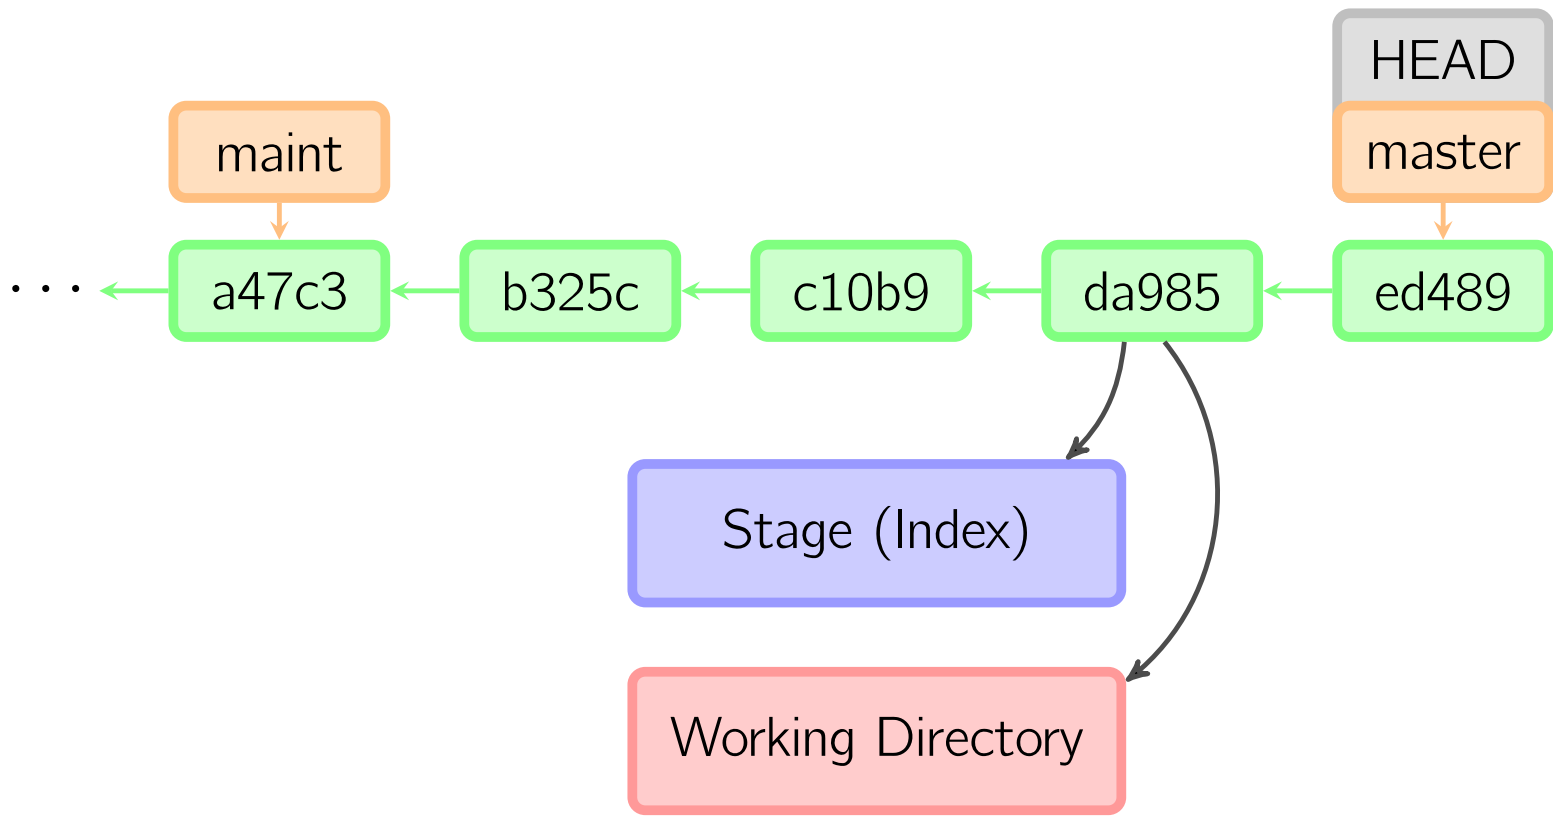 HEAD
maint
master
...
a47c3
b325c
c10b9
da985
ed489
Stage (Index)
Working Directory